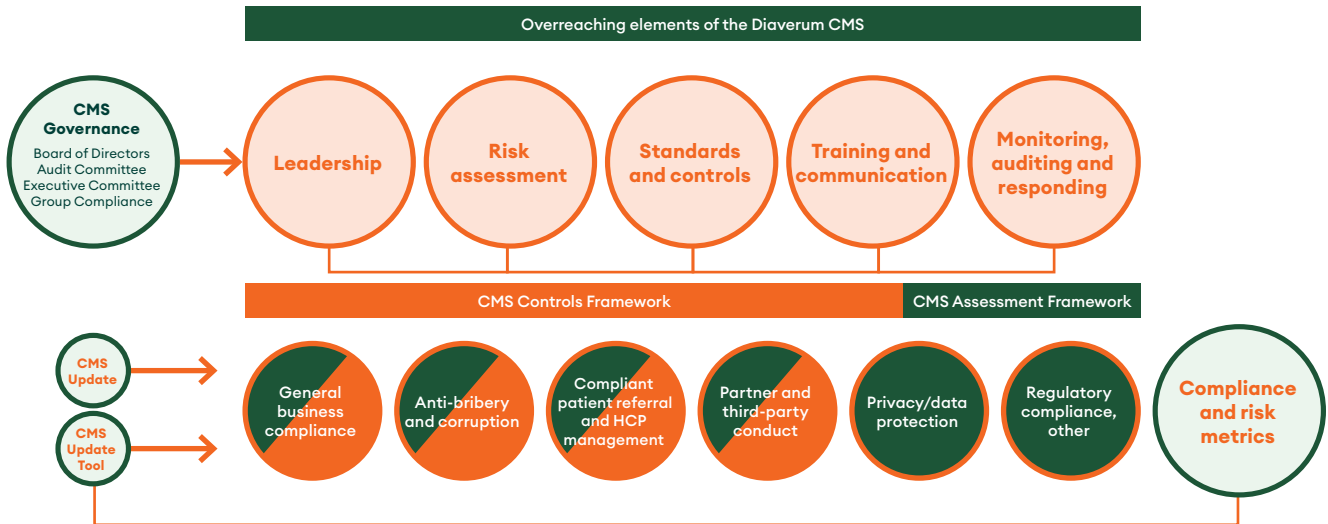 Overreaching elements of the Diaverum CMS
CMS
Governance
Board of Directors
Audit Committee
Executive Committee
Group Compliance
Leadership
Risk
assessment
Standards
and controls
Training and
communication
Monitoring,
auditing and
responding
CMS Controls Framework
CMS Assessment Framework
CMS
Update
CMS
Update
Tool
General
business
compliance
Anti-bribery
and corruption
Compliant
patient referral
and HCP
management
Partner and
third-party
conduct
Privacy/data
protection
Regulatory
compliance,
other
Compliance
and risk
metrics